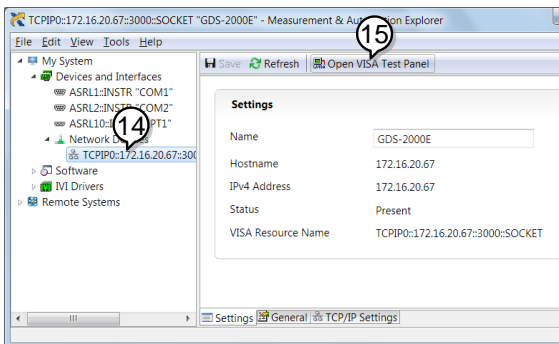 TCPIP0::172.16.20.67::3000::SOCKET "GDS-2000E" - Measurement & Au ion Explorer
15
File Edit View Tools Help
My System
Save Refresh Open VISA Test Panel
Devices and Interfaces
ASRL1::INSTR "COM1"
ASRL2::INSTR "COM2"
ASRL10:: PT1"
14
Network D
TCPIP0::172.16.20.67::300
Software
IVI Drivers
Remote Systems
Settings
Name GDS-2000E
Hostname 172.16.20.67
IPv4 Address 172.16.20.67
Status Present
VISA Resource Name TCPIP0::172.16.20.67::3000::SOCKET
Settings General TCP/IP Settings